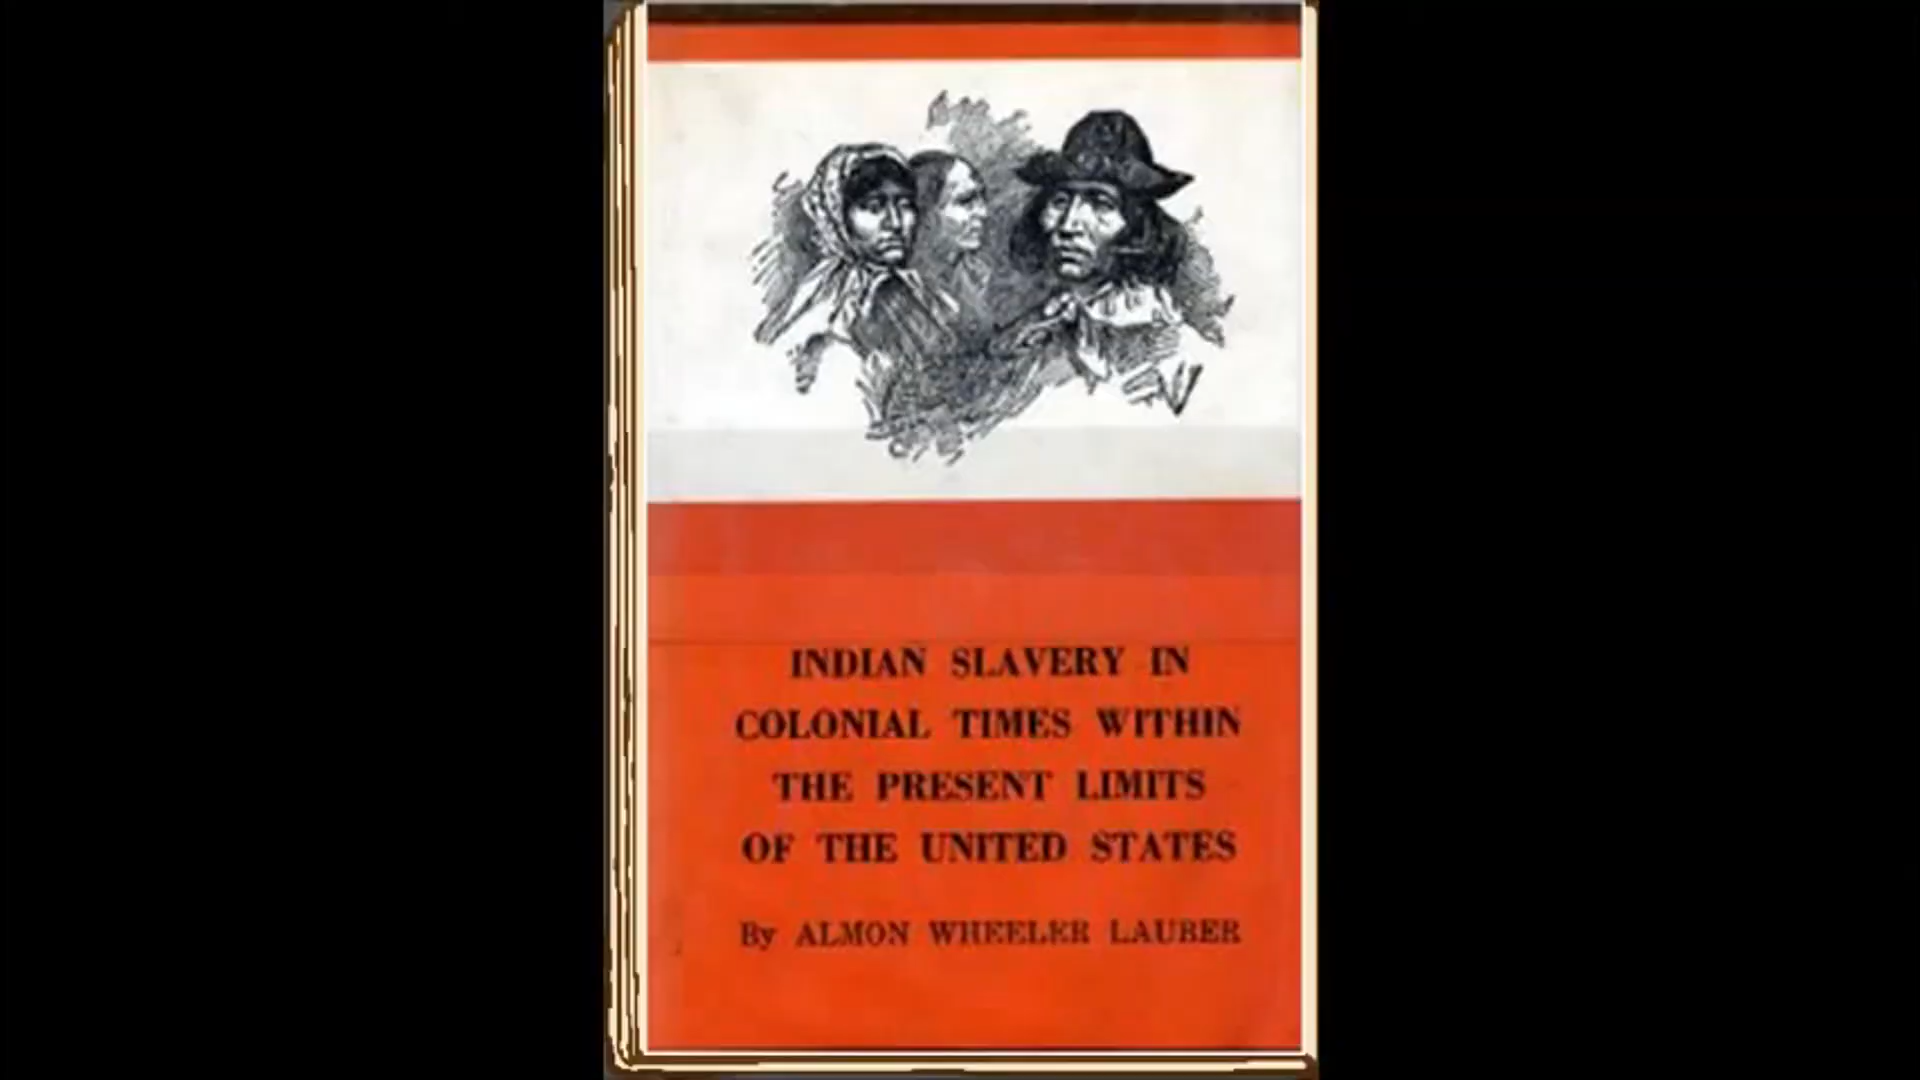 INDIAN SLAVERY IN
COLONIAL TIMES WITHIN
THE PRESENT LIMITS
OF THE UNITED STATES
By ALMON WHEELER LAUBER